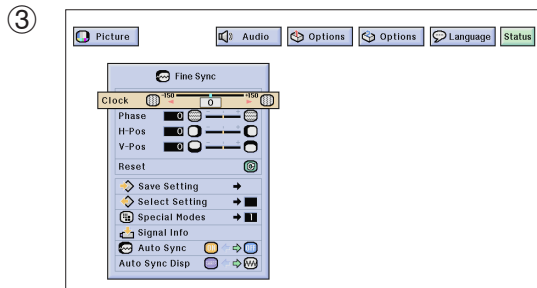 3
Picture Audio Options Options Language Status
Fine Sync
-150 +150
Clock 0
Phase 0
H-Pos 0
V-Pos 0
Reset
Save Setting
Select Setting
Special Modes 1
Signal Info
Auto Sync
Auto Sync Disp